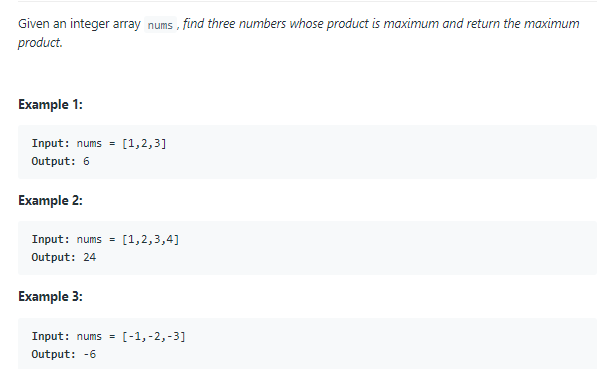 Given an integer array nums , find three numbers whose product is maximum and return the maximum
product.
Example 1:
Input: nums = [1,2,3]
Output: 6
Example 2:
Input: nums = [1,2,3,4]
Output: 24
Example 3:
Input: nums = [-1,-2,-3]
Output: -6